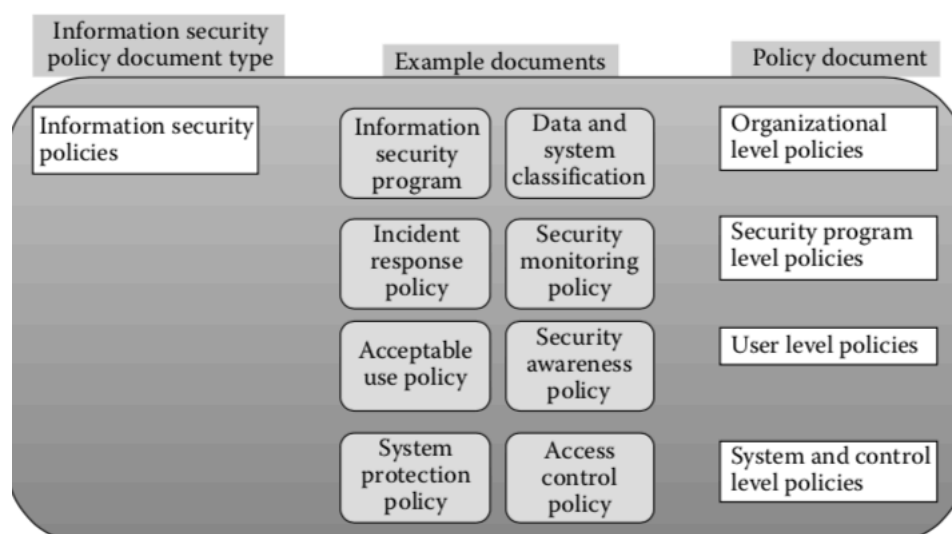 Information security
policy document type
Example documents
Policy document
Information security
policies
Information
security
program
Data and
system
classification
Organizational
level policies
Incident
response
policy
Security
monitoring
policy
Security program
level policies
Acceptable
use policy
Security
awareness
policy
User level policies
System
protection
policy
Access
control
policy
System and control
level policies